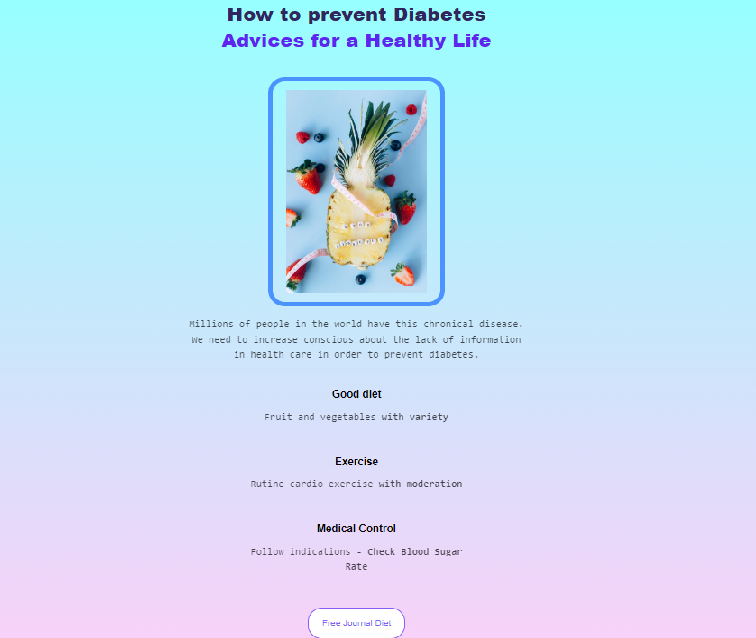 How to prevent Diabetes
Advices for a Healthy Life
Millions of people in the world have this chronical disease.
We need to increase conscious about the lack of information
in health care in order to prevent diabetes.
Good diet
Fruit and vegetables with variety
Exercise
Rutine cardio exercise with moderation
Medical Control
Follow indications - Check Blood Sugar
Rate
Free Journal Diet